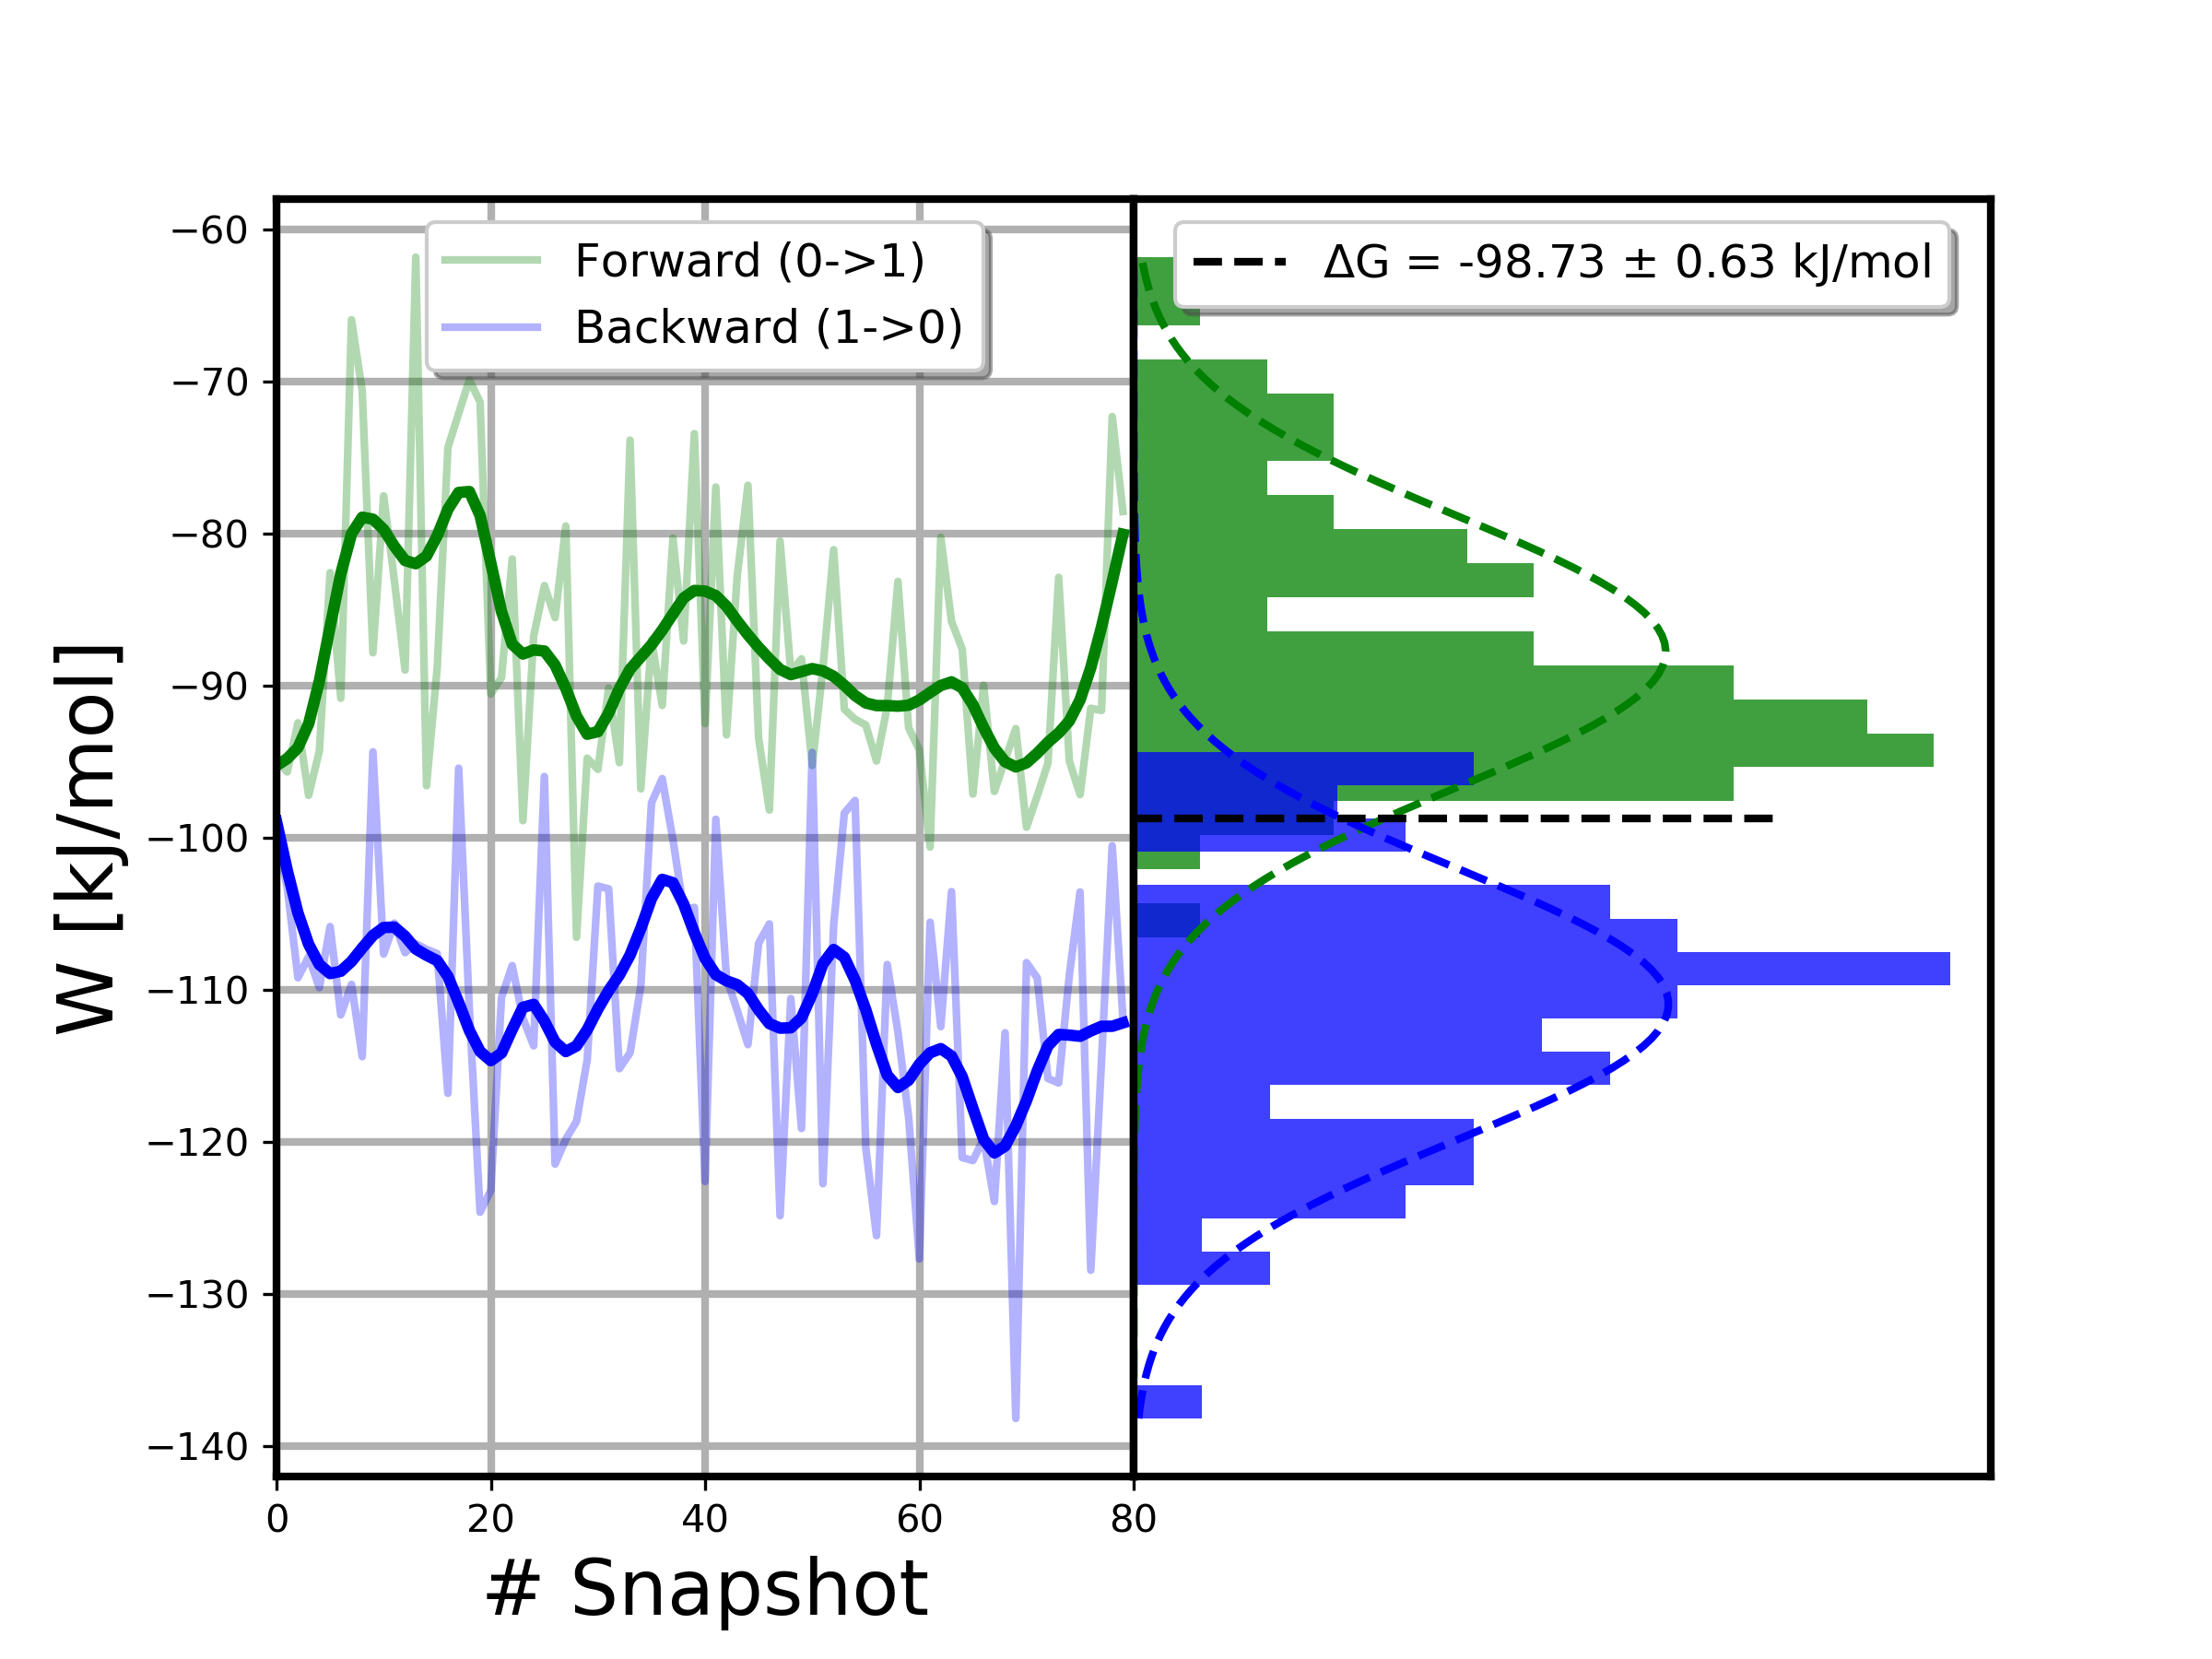 Forward (0->1)
Backward (1->0)
ΔG = -98.73 ± 0.63 kJ/mol
W [kJ/mol]
−60
−70
−80
−90
−100
−110
−120
−130
−140
0 20 40 60 80
# Snapshot